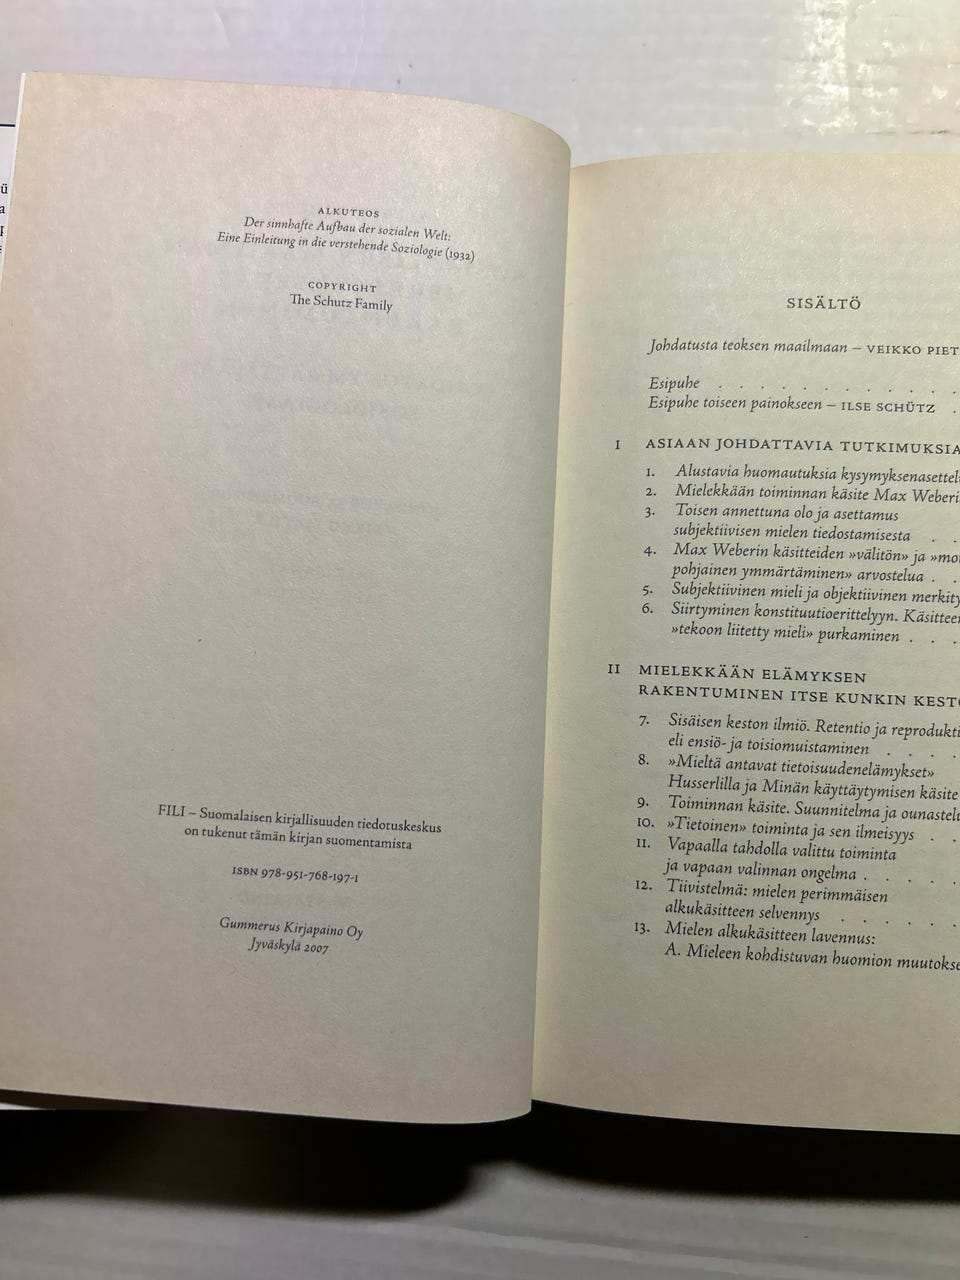 ALKUTEOS
Der sinnhafte Aufbau der sozialen Welt:
Eine Einleitung in die verstehende Soziologie (1932)
COPYRIGHT
The Schutz Family
FILI – Suomalaisen kirjallisuuden tiedotuskeskus
on tukenut tämän kirjan suomentamista
ISBN 978-951-768-197-1
Gummerus Kirjapaino Oy
Jyväskylä 2007
SISÄLTÖ
Johdatusta teoksen maailmaan – VEIKKO PIET
Esipuhe . . . . . . . . . . . .
Esipuhe toiseen painokseen – ILSE SCHÜTZ .
I ASIAAN JOHDATTAVIA TUTKIMUKSIA
1. Alustavia huomautuksia kysymyksenasettel
2. Mielekkään toiminnan käsite Max Weberi
3. Toisen annettuna olo ja asettamus
subjektiivisen mielen tiedostamisesta . .
4. Max Weberin käsitteiden »välitön» ja »mo
pohjainen ymmärtäminen» arvostelua . .
5. Subjektiivinen mieli ja objektiivinen merkity
6. Siirtyminen konstituutioerittelyyn. Käsitteen
»tekoon liitetty mieli» purkaminen . . .
II MIELEKKÄÄN ELÄMYKSEN
RAKENTUMINEN ITSE KUNKIN KESTO
7. Sisäisen keston ilmiö. Retentio ja reprodukti
eli ensiö- ja toisiomuistaminen . . . .
8. »Mieltä antavat tietoisuudenelämykset»
Husserlilla ja Minän käyttäytymisen käsite
9. Toiminnan käsite. Suunnitelma ja ounastelu
10. »Tietoinen» toiminta ja sen ilmeisyys . .
11. Vapaalla tahdolla valittu toiminta
ja vapaan valinnan ongelma . . . . .
12. Tiivistelmä: mielen perimmäisen
alkukäsitteen selvennys . . . . . .
13. Mielen alkukäsitteen lavennus:
A. Mieleen kohdistuvan huomion muutokse